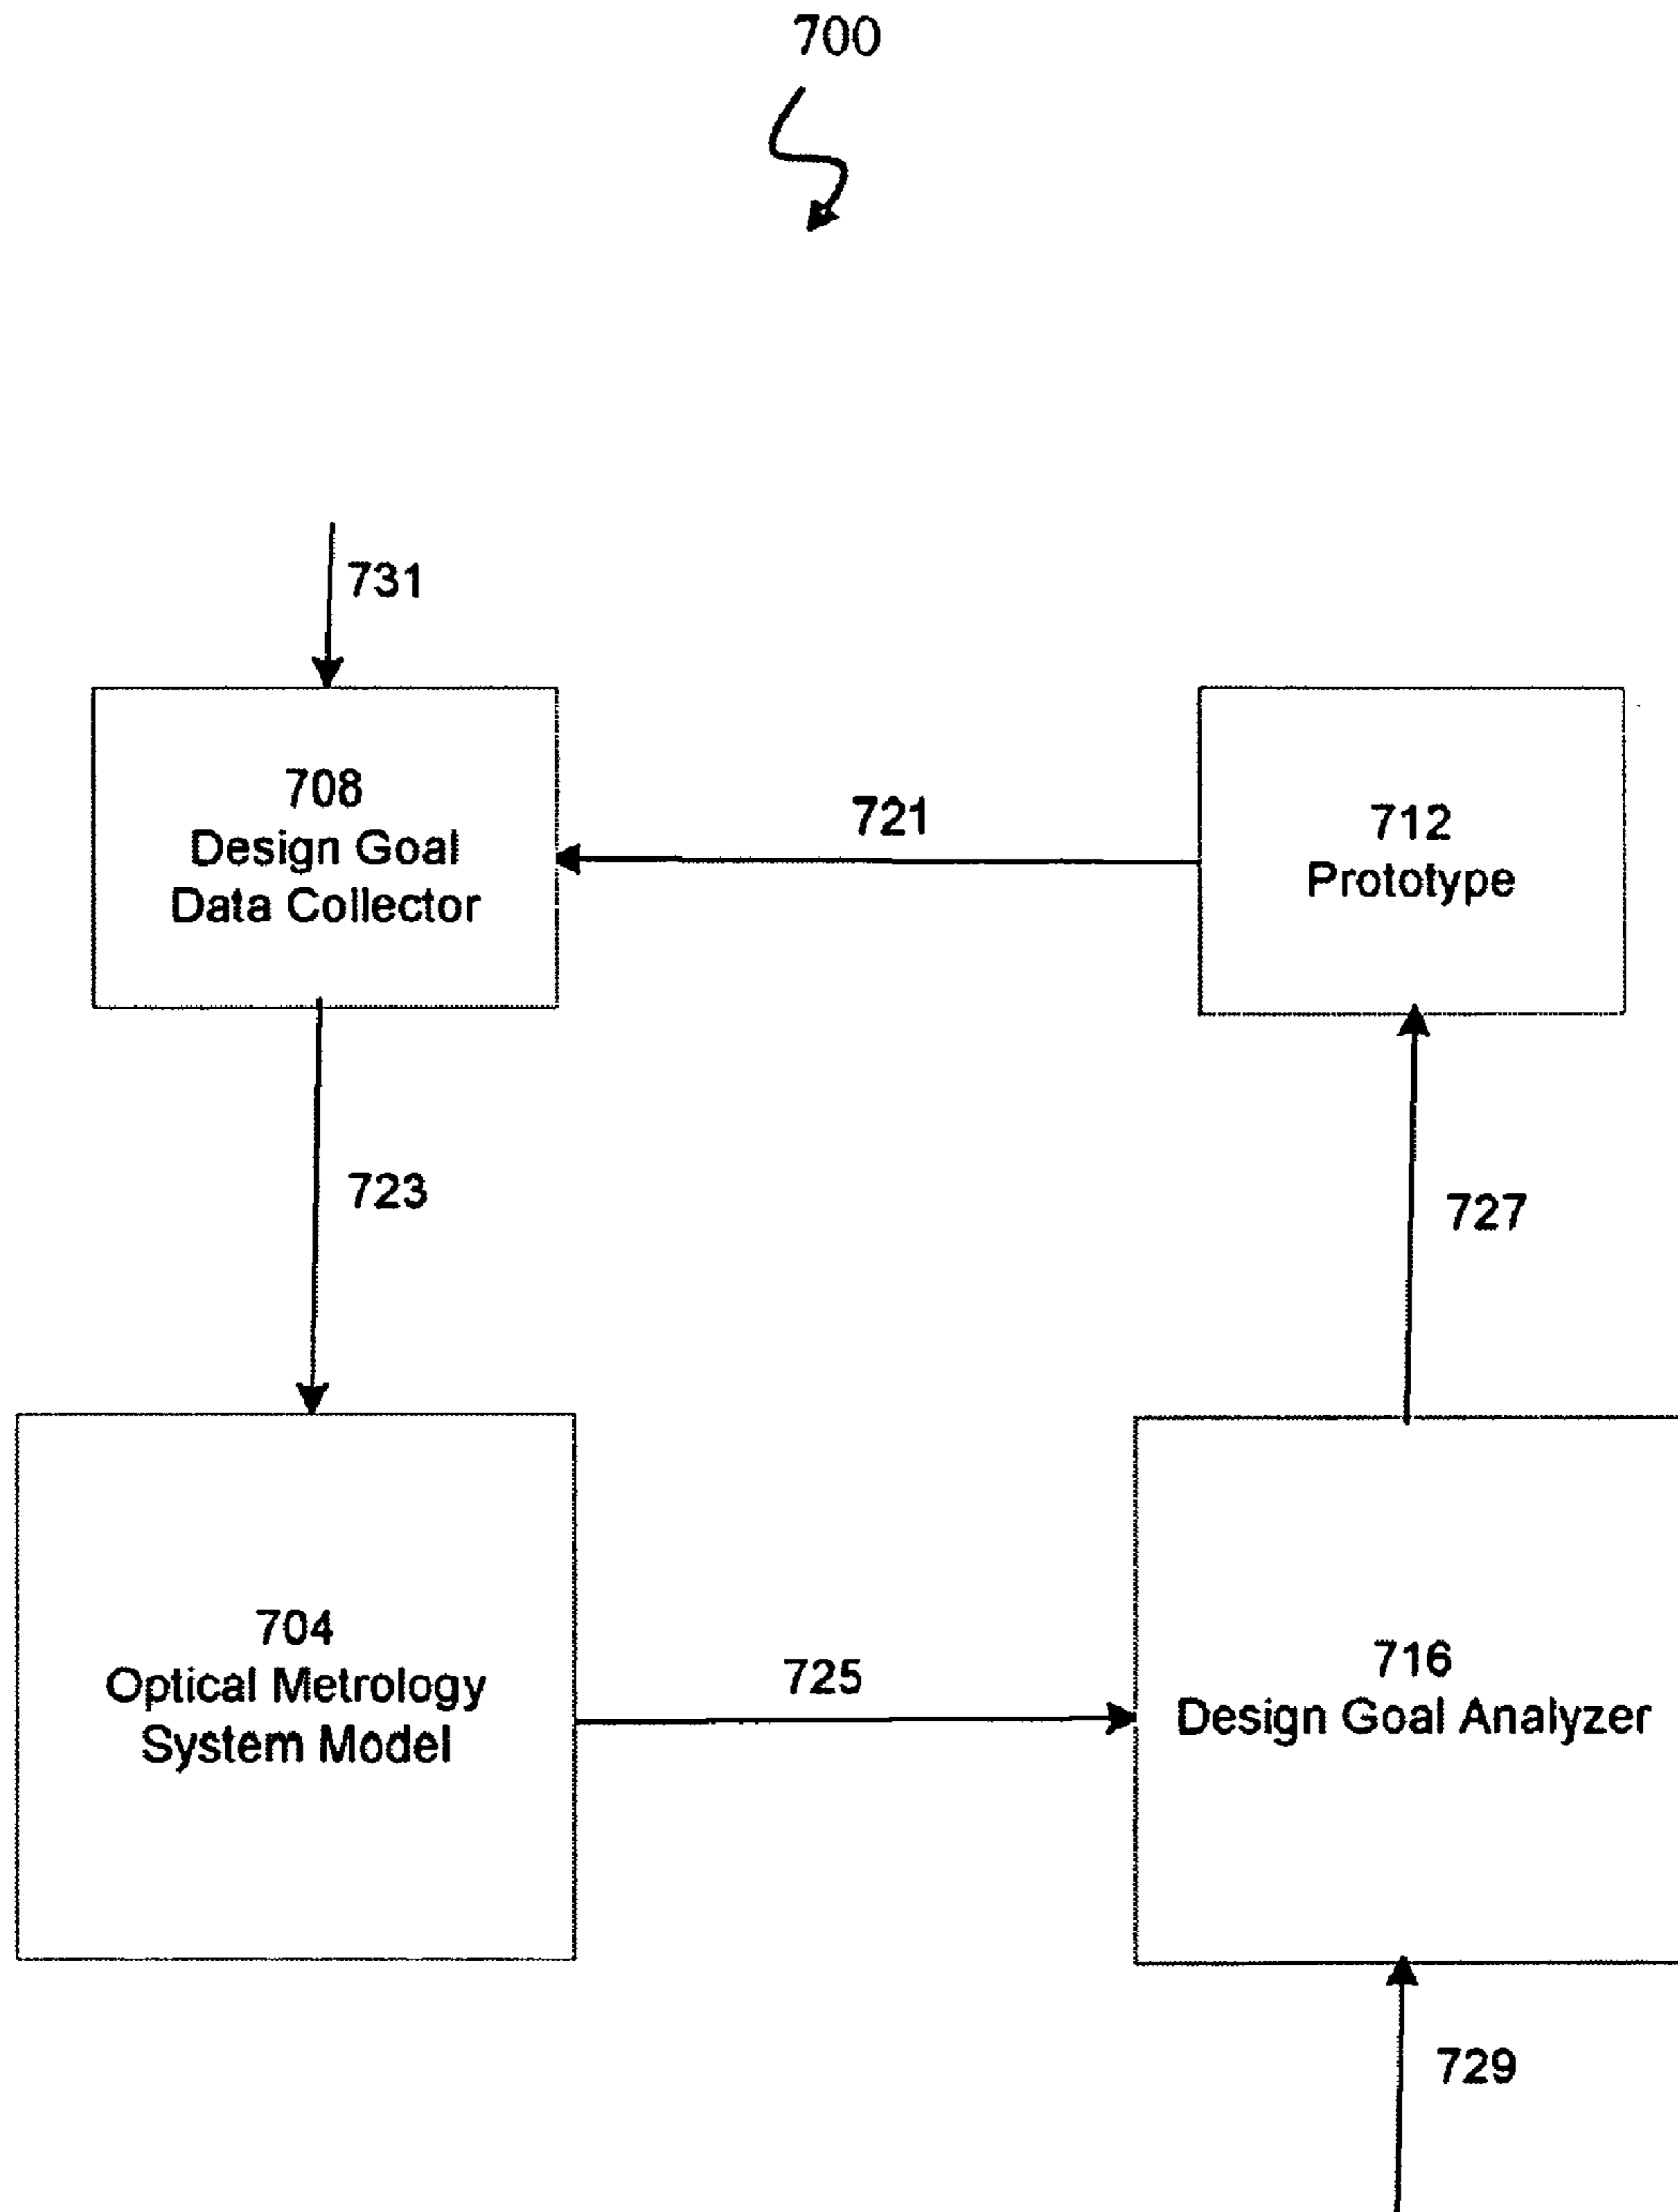 700
731
708
Design Goal
Data Collector
721
712
Prototype
723
727
704
Optical Metrology
System Model
725
716
Design Goal Analyzer
729